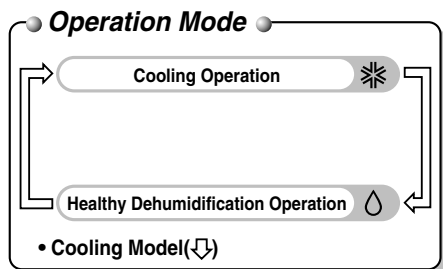 Operation Mode
Cooling Operation
Healthy Dehumidification Operation
• Cooling Model(⇩)